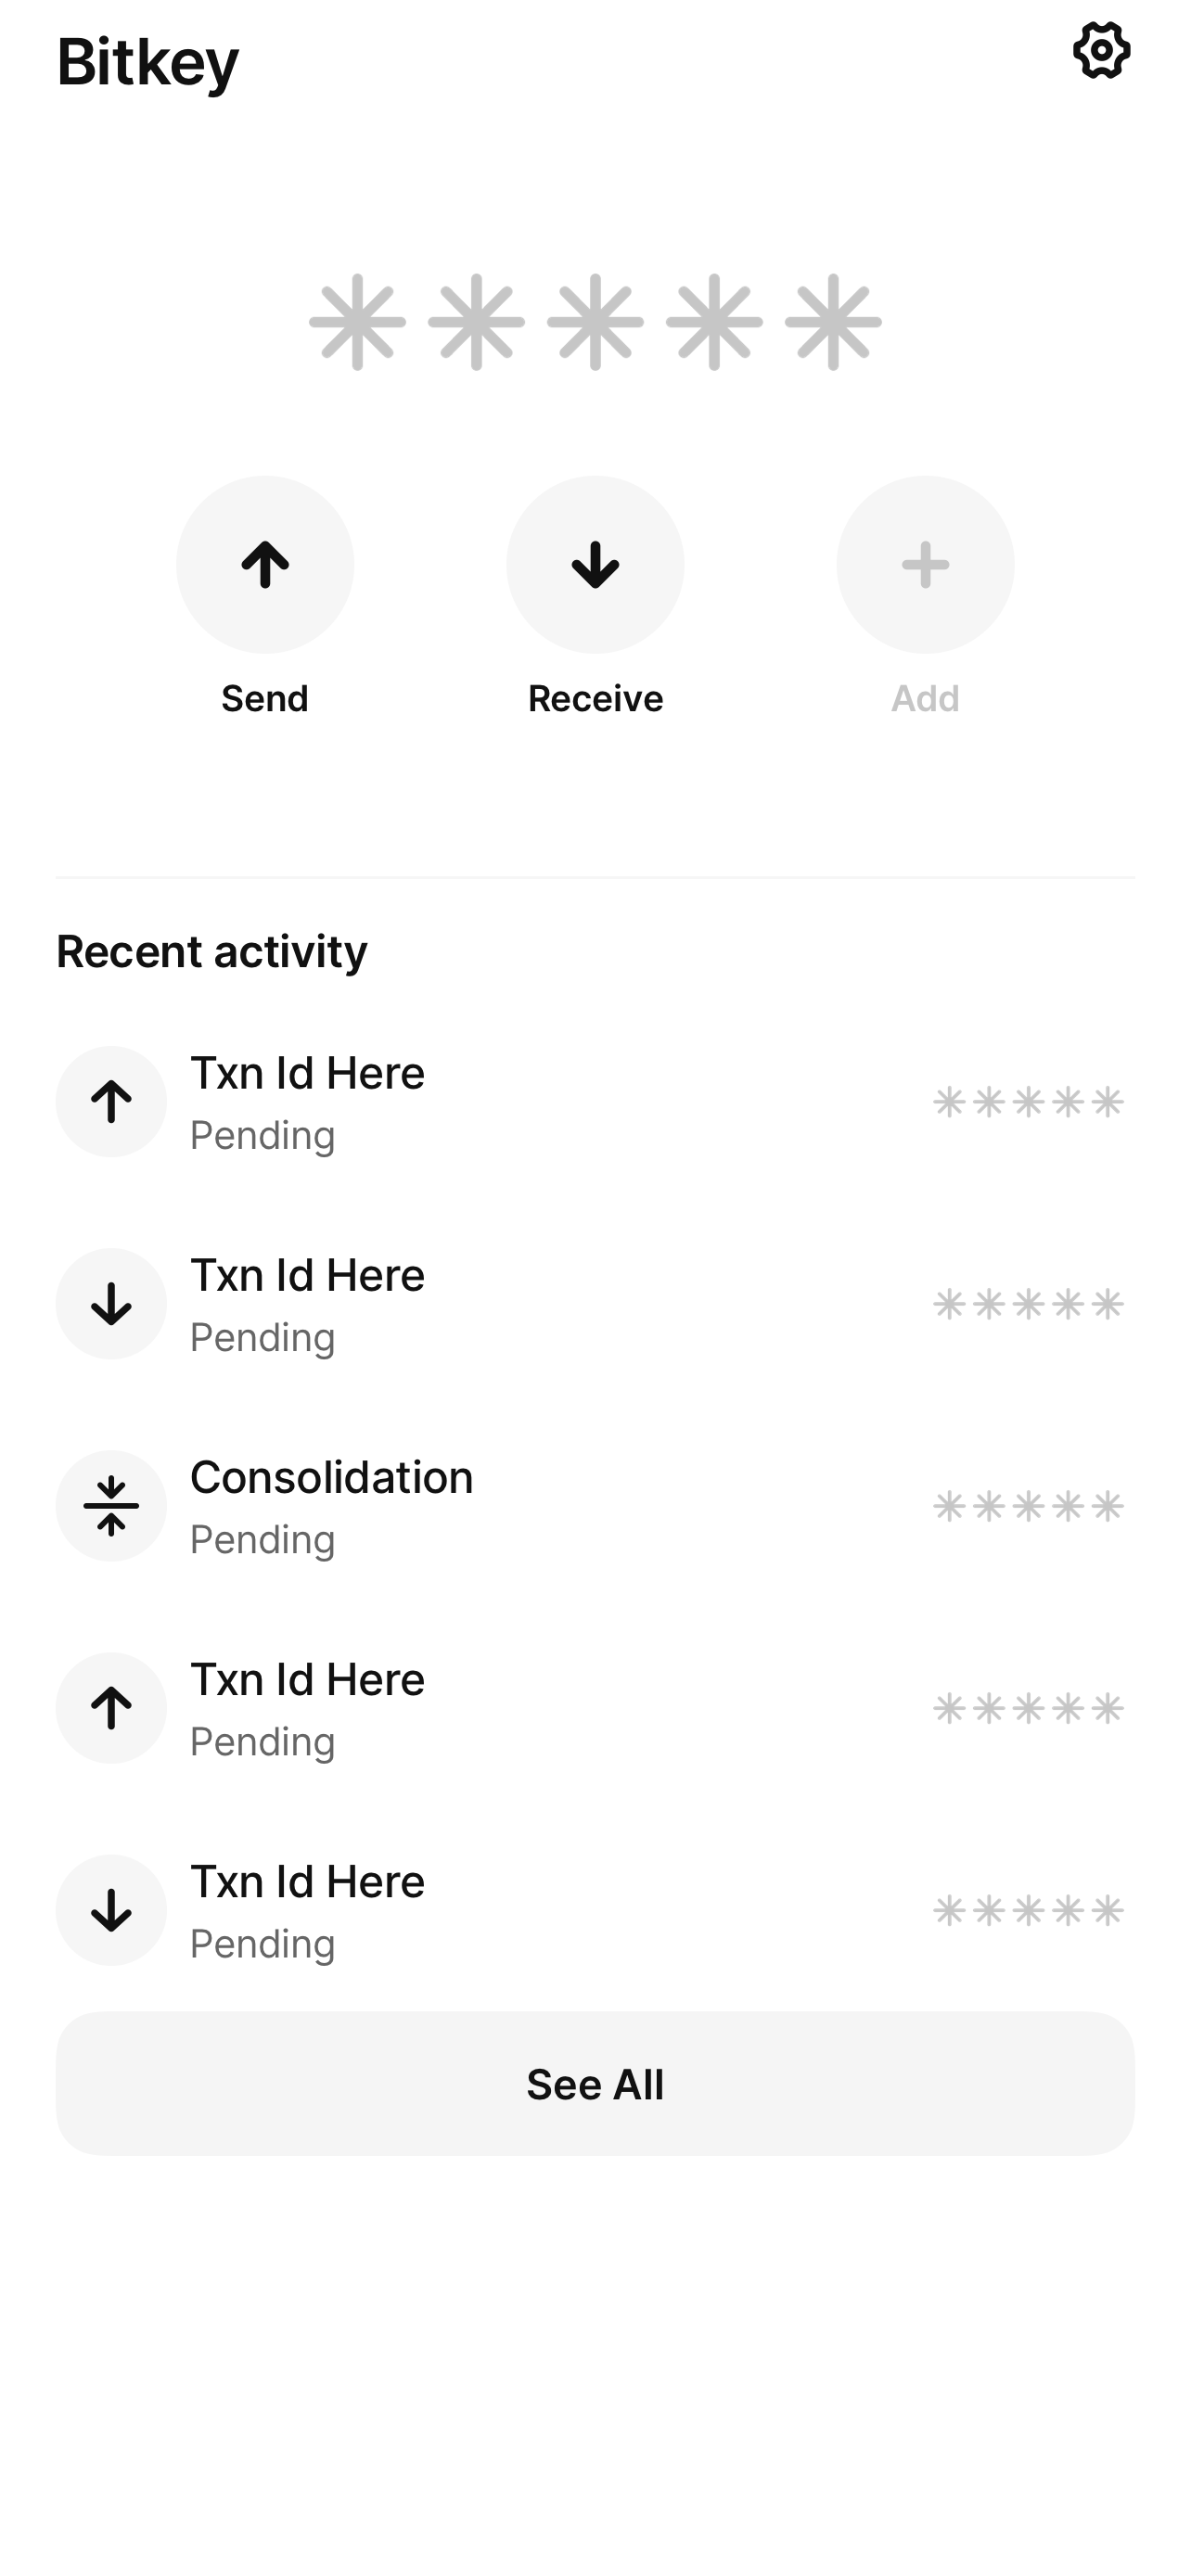 Bitkey
*****
Send
Receive
Add
Recent activity
Txn Id Here
Pending
*****
Txn Id Here
Pending
*****
Consolidation
Pending
*****
Txn Id Here
Pending
*****
Txn Id Here
Pending
*****
See All